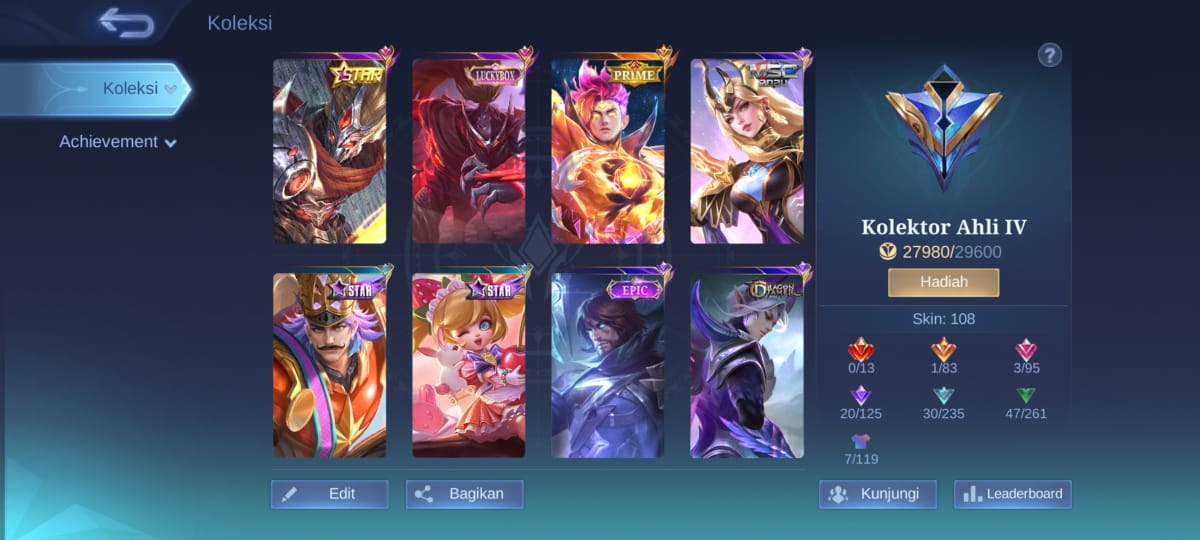 Koleksi
Koleksi
Achievement
STAR
LUCKYBOX
PRIME
MSC
2024
STAR
STAR
EPIC
DRAGON
TAMER
?
Kolektor Ahli IV
27980/29600
Hadiah
Skin: 108
0/13
1/83
3/95
20/125
30/235
47/261
7/119
Edit
Bagikan
Kunjungi
Leaderboard